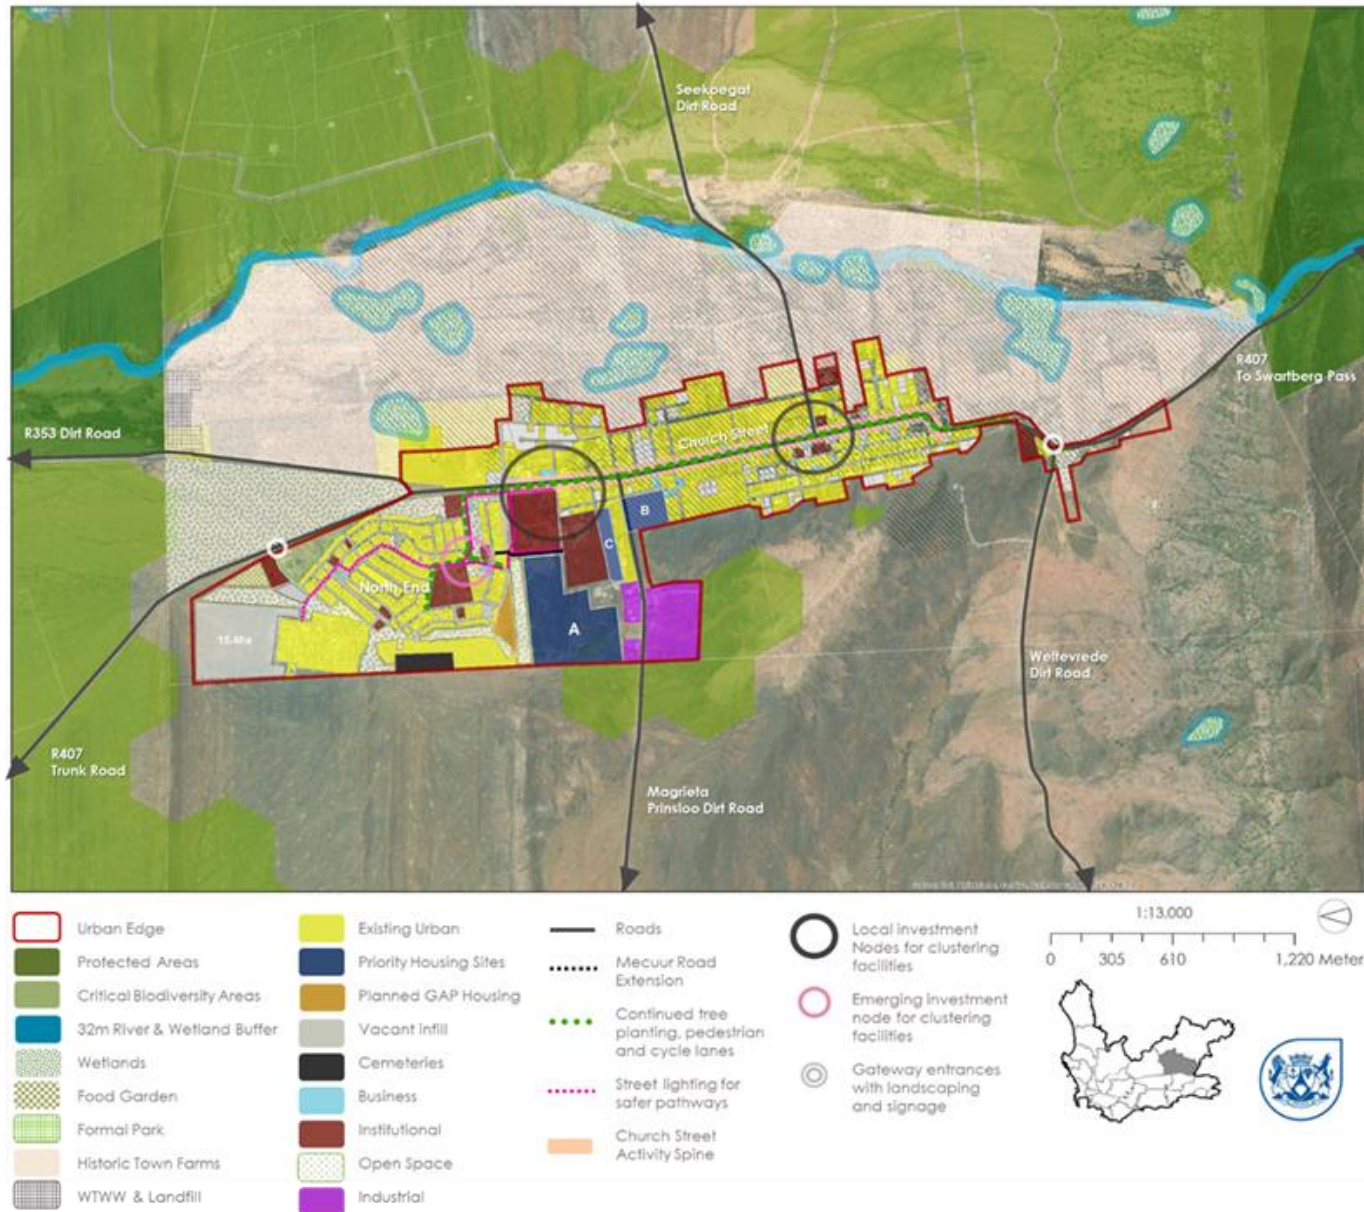 Seekoegat
Dirt Road
R407
To Swartberg Pass
R353 Dirt Road
Church Street
B
C
North End
A
Weltevrede
Dirt Road
R407
Trunk Road
Magrieta
Prinsloo Dirt Road
Urban Edge
Protected Areas
Critical Biodiversity Areas
32m River & Wetland Buffer
Wetlands
Food Garden
Formal Park
Historic Town Farms
WTWW & Landfill
Existing Urban
Priority Housing Sites
Planned GAP Housing
Vacant infill
Cemeteries
Business
Institutional
Open Space
Industrial
Roads
Mecuur Road
Extension
Continued tree
planting, pedestrian
and cycle lanes
Street lighting for
safer pathways
Church Street
Activity Spine
Local investment
Nodes for clustering
facilities
Emerging investment
node for clustering
facilities
Gateway entrances
with landscaping
and signage
1:13,000
0 305 610 1,220 Meter